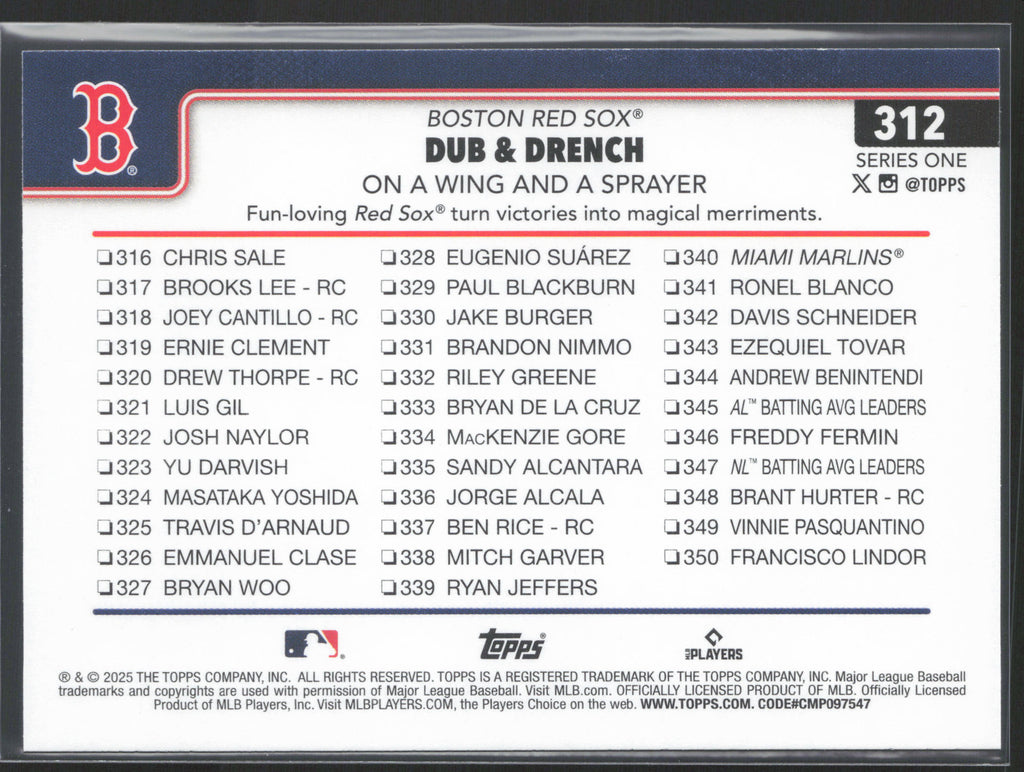 B®
BOSTON RED SOX®
DUB & DRENCH
ON A WING AND A SPRAYER
Fun-loving Red Sox® turn victories into magical merriments.
312
SERIES ONE
@TOPPS
❏316 CHRIS SALE
❏317 BROOKS LEE - RC
❏318 JOEY CANTILLO - RC
❏319 ERNIE CLEMENT
❏320 DREW THORPE - RC
❏321 LUIS GIL
❏322 JOSH NAYLOR
❏323 YU DARVISH
❏324 MASATAKA YOSHIDA
❏325 TRAVIS D'ARNAUD
❏326 EMMANUEL CLASE
❏327 BRYAN WOO
❏328 EUGENIO SUÁREZ
❏329 PAUL BLACKBURN
❏330 JAKE BURGER
❏331 BRANDON NIMMO
❏332 RILEY GREENE
❏333 BRYAN DE LA CRUZ
❏334 MacKENZIE GORE
❏335 SANDY ALCANTARA
❏336 JORGE ALCALA
❏337 BEN RICE - RC
❏338 MITCH GARVER
❏339 RYAN JEFFERS
❏340 MIAMI MARLINS®
❏341 RONEL BLANCO
❏342 DAVIS SCHNEIDER
❏343 EZEQUIEL TOVAR
❏344 ANDREW BENINTENDI
❏345 AL™ BATTING AVG LEADERS
❏346 FREDDY FERMIN
❏347 NL™ BATTING AVG LEADERS
❏348 BRANT HURTER - RC
❏349 VINNIE PASQUANTINO
❏350 FRANCISCO LINDOR
Topps®
MLB PLAYERS
® & © 2025 THE TOPPS COMPANY, INC. ALL RIGHTS RESERVED. TOPPS IS A REGISTERED TRADEMARK OF THE TOPPS COMPANY, INC. Major League Baseball
trademarks and copyrights are used with permission of Major League Baseball. Visit MLB.com. OFFICIALLY LICENSED PRODUCT OF MLB. Officially Licensed
Product of MLB Players, Inc. Visit MLBPLAYERS.COM, the Players Choice on the web. WWW.TOPPS.COM. CODE#CMP097547